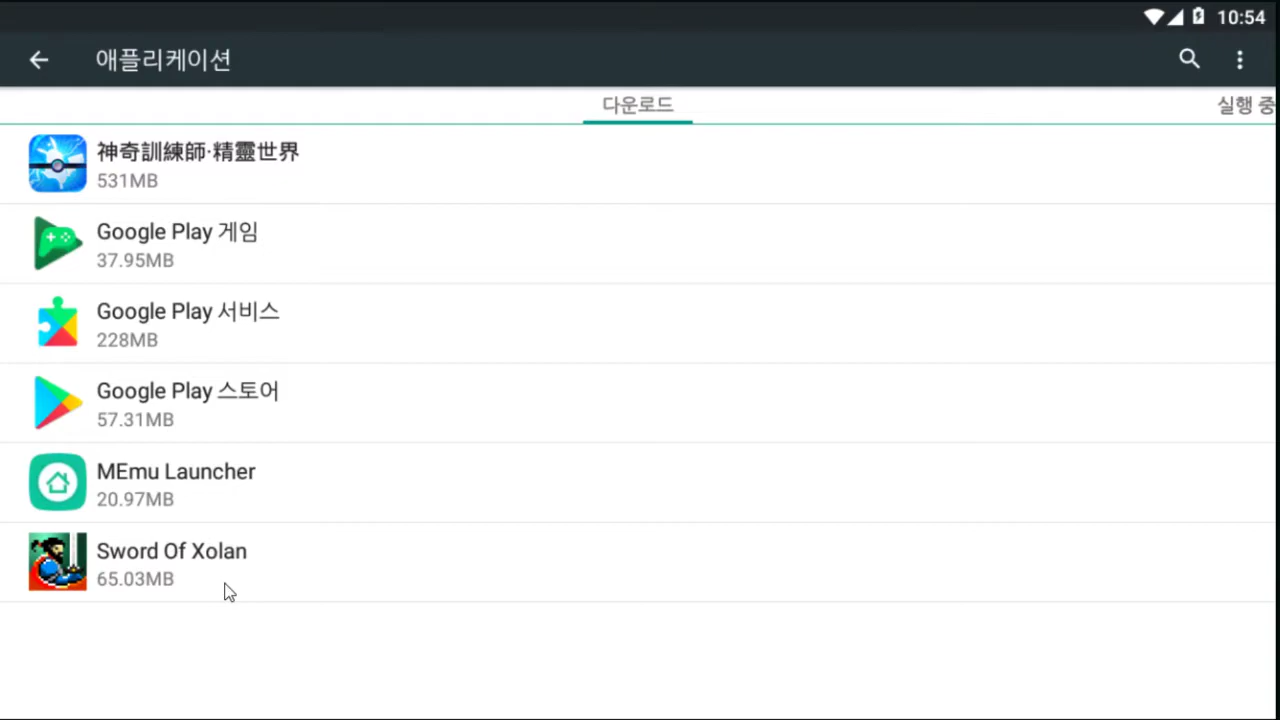 10:54
애플리케이션
다운로드
실행 중
神奇訓練師·精靈世界
531MB
Google Play 게임
37.95MB
Google Play 서비스
228MB
Google Play 스토어
57.31MB
MEmu Launcher
20.97MB
Sword Of Xolan
65.03MB